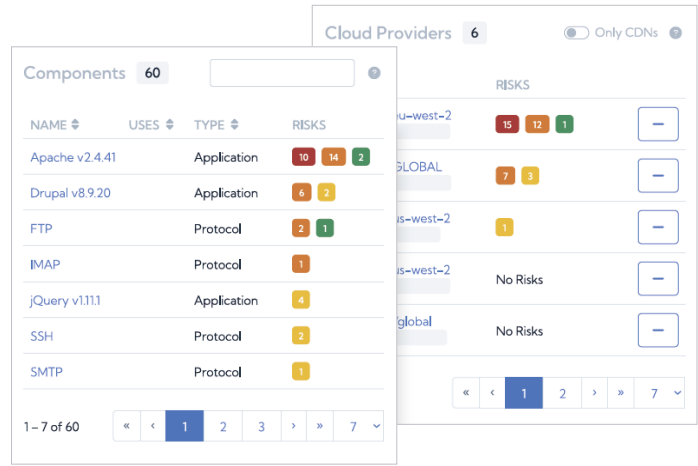 Cloud Providers 6
Only CDNs ?
RISKS
eu-west-2
15 12 1
GLOBAL
7 3
us-west-2
1
us-west-2
No Risks
/global
No Risks
« ‹ 1 2 › » 7
Components 60
?
NAME USES TYPE RISKS
Apache v2.4.41 Application 10 14 2
Drupal v8.9.20 Application 6 2
FTP Protocol 2 1
IMAP Protocol 1
jQuery v1.11.1 Application 4
SSH Protocol 2
SMTP Protocol 1
1 – 7 of 60 « ‹ 1 2 3 › » 7